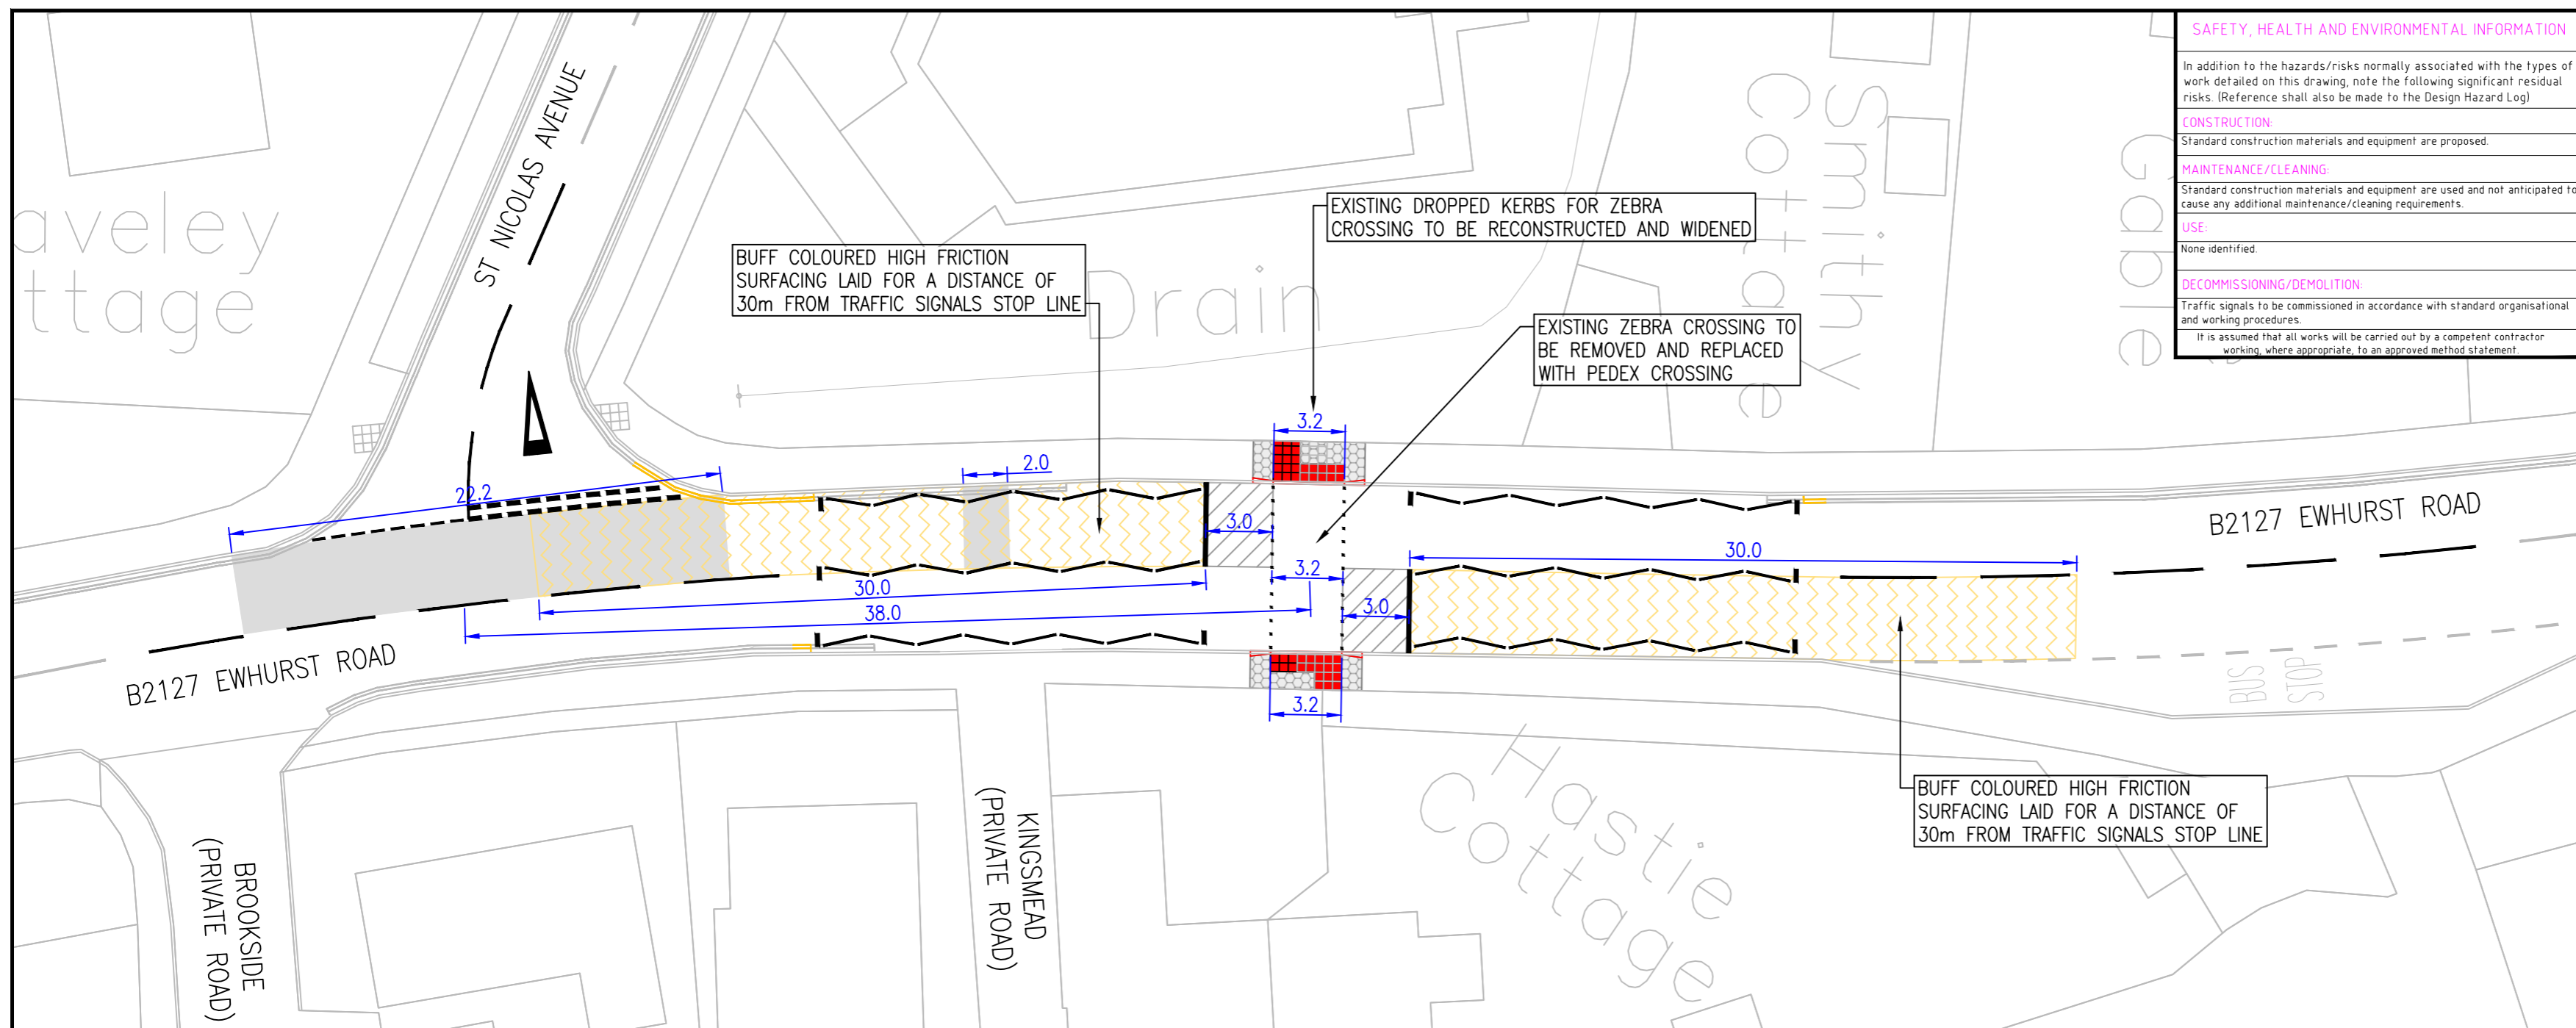 SAFETY, HEALTH AND ENVIRONMENTAL INFORMATION
In addition to the hazards/risks normally associated with the types of
work detailed on this drawing, note the following significant residual
risks. (Reference shall also be made to the Design Hazard Log)
CONSTRUCTION:
Standard construction materials and equipment are proposed.
MAINTENANCE/CLEANING:
Standard construction materials and equipment are used and not anticipated to
cause any additional maintenance/cleaning requirements.
USE:
None identified.
DECOMMISSIONING/DEMOLITION:
Traffic signals to be commissioned in accordance with standard organisational
and working procedures.
It is assumed that all works will be carried out by a competent contractor
working, where appropriate, to an approved method statement.
ST NICOLAS AVENUE
aveley
ttage
BUFF COLOURED HIGH FRICTION
SURFACING LAID FOR A DISTANCE OF
30m FROM TRAFFIC SIGNALS STOP LINE
Drain
EXISTING DROPPED KERBS FOR ZEBRA
CROSSING TO BE RECONSTRUCTED AND WIDENED
EXISTING ZEBRA CROSSING TO
BE REMOVED AND REPLACED
WITH PEDEX CROSSING
Smithy
Cottage
Gable
3.2
2.0
22.2
3.0
3.2
30.0
38.0
3.0
30.0
3.2
B2127 EWHURST ROAD
B2127 EWHURST ROAD
BUS
STOP
BUFF COLOURED HIGH FRICTION
SURFACING LAID FOR A DISTANCE OF
30m FROM TRAFFIC SIGNALS STOP LINE
Hastie
Cottage
KINGSMEAD
(PRIVATE ROAD)
BROOKSIDE
(PRIVATE ROAD)